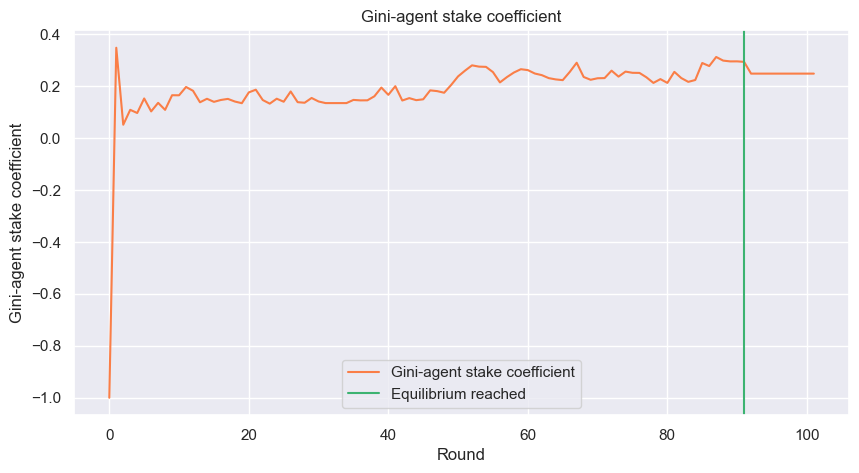 Gini-agent stake coefficient
Gini-agent stake coefficient
0.4
0.2
0.0
−0.2
−0.4
−0.6
−0.8
−1.0
Gini-agent stake coefficient
Equilibrium reached
0 20 40 60 80 100
Round